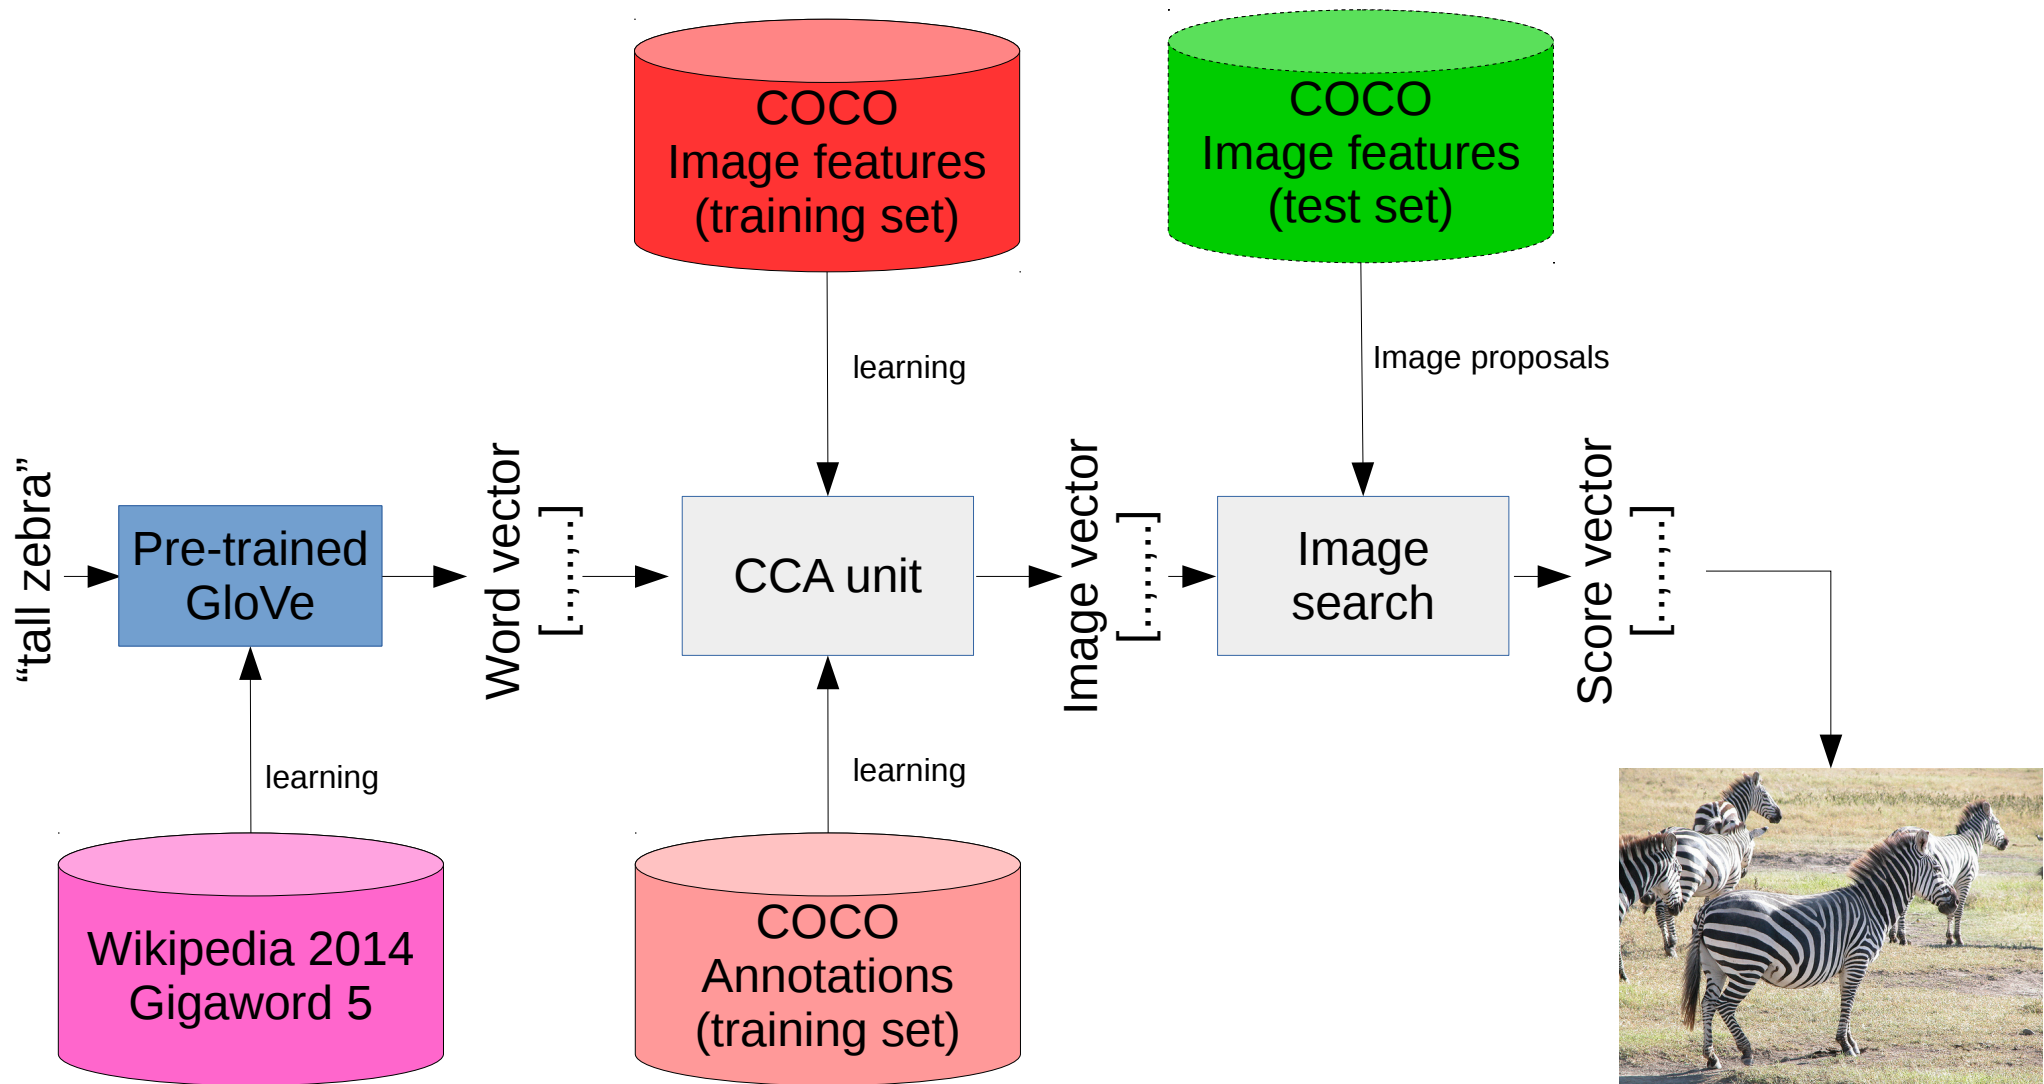 COCO
Image features
(training set)
COCO
Image features
(test set)
learning
Image proposals
“tall zebra”
Pre-trained
GloVe
Word vector
[..,..,..]
CCA unit
Image vector
[..,..,..]
Image
search
Score vector
[..,..,..]
learning
learning
Wikipedia 2014
Gigaword 5
COCO
Annotations
(training set)